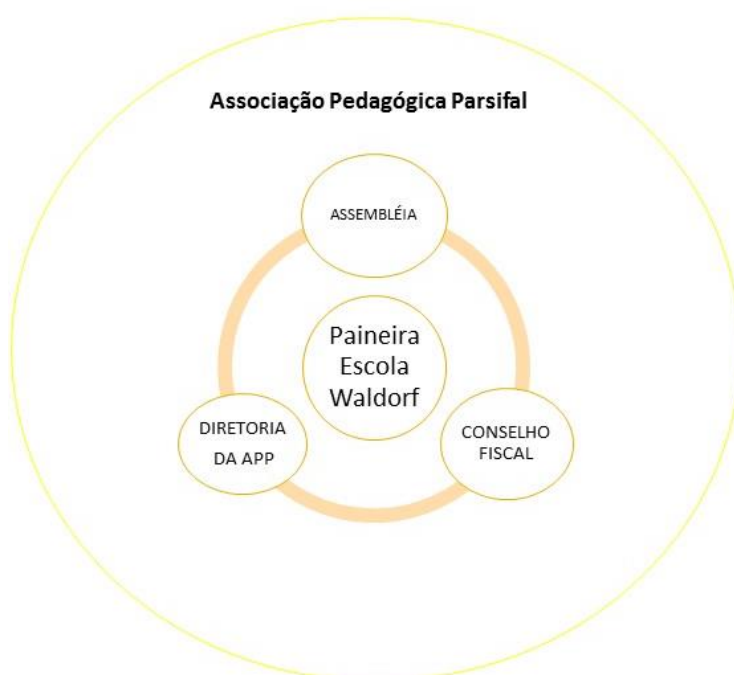 Associação Pedagógica Parsifal
ASSEMBLÉIA
Paineira
Escola
Waldorf
DIRETORIA
DA APP
CONSELHO
FISCAL